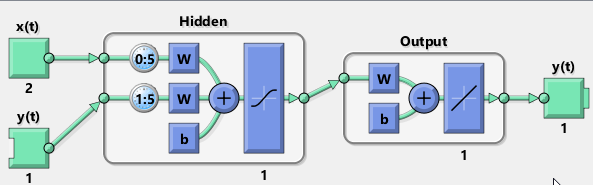 Hidden
x(t)
0:5
W
2
y(t)
1:5
W
b
+
1
1
Output
W
b
+
1
y(t)
1